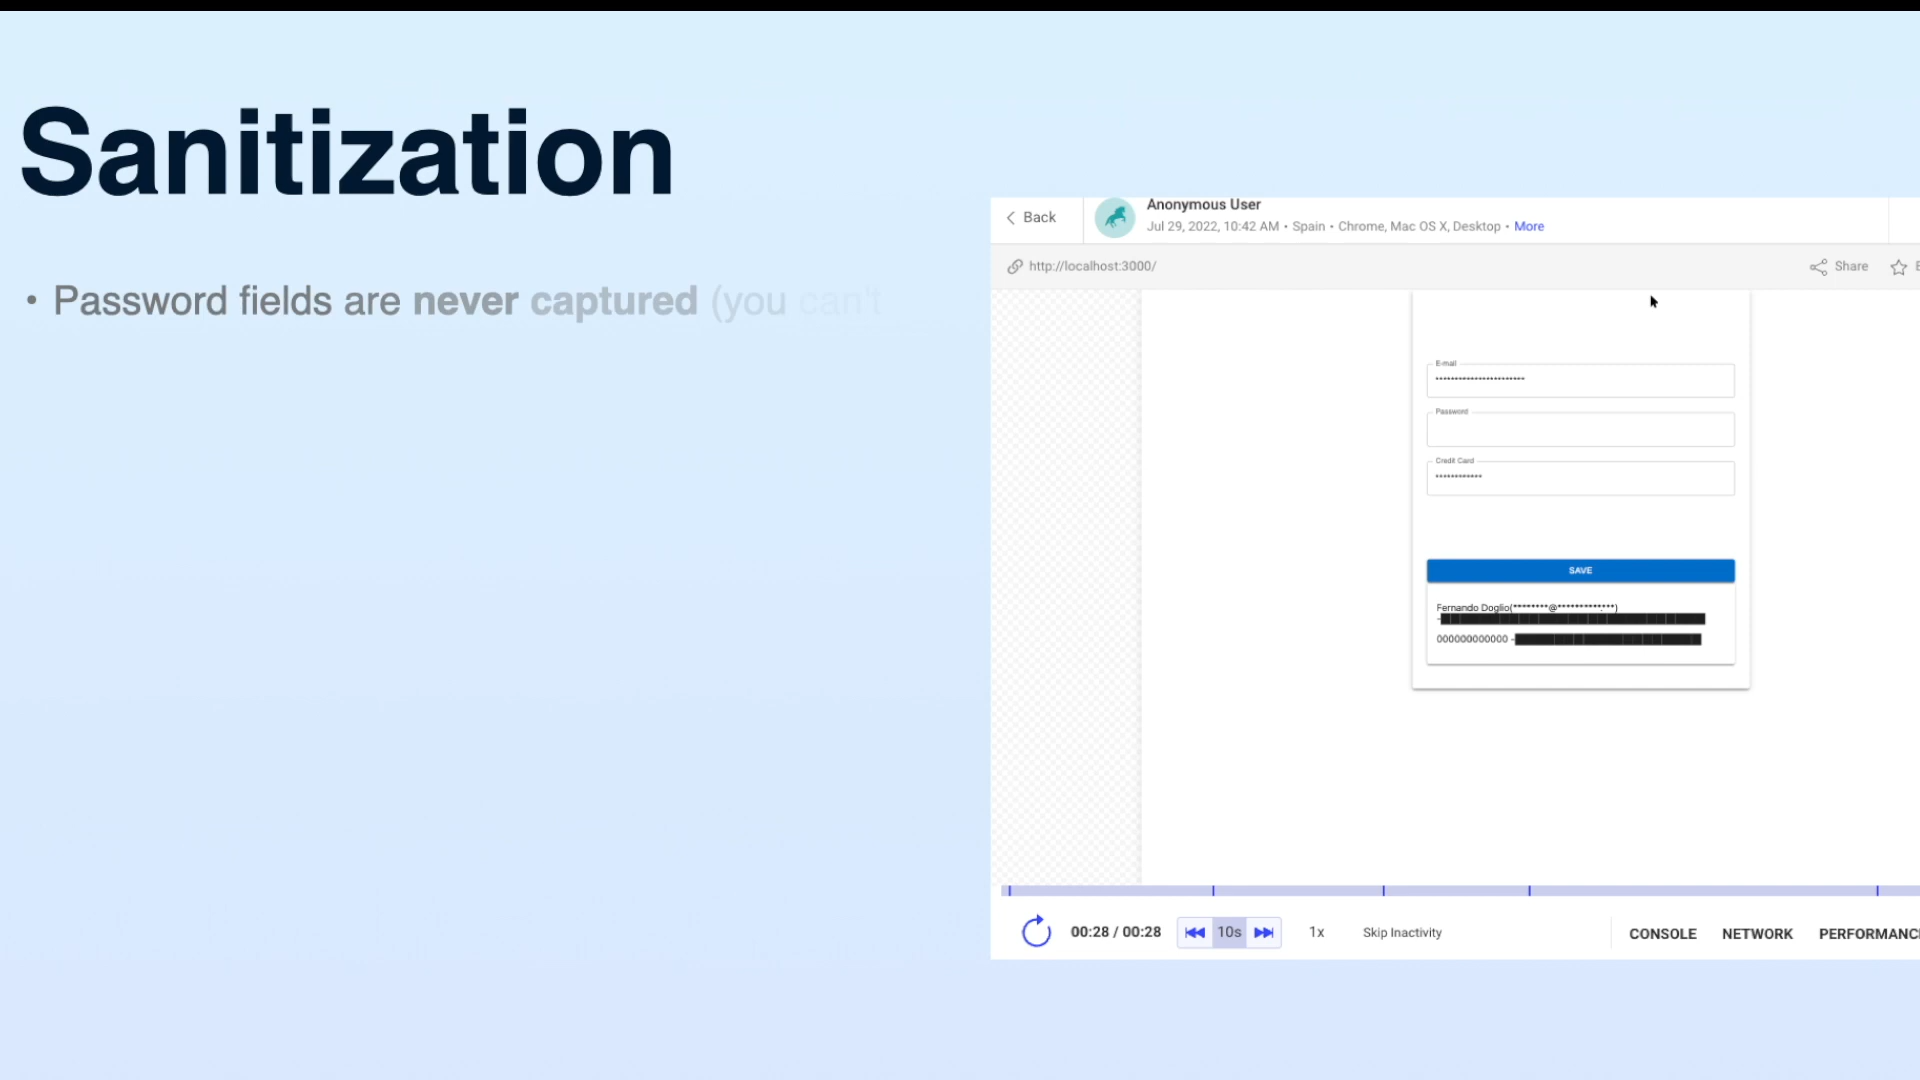 Sanitization
• Password fields are never captured (you can't
Back
Anonymous User
Jul 29, 2022, 10:42 AM • Spain • Chrome, Mac OS X, Desktop • More
http://localhost:3000/
Share
E-mail
************************
Password
Credit Card
************
SAVE
Fernando Doglio(********@************.***)
000000000000 -
00:28 / 00:28
10s
1x
Skip Inactivity
CONSOLE
NETWORK
PERFORMANC